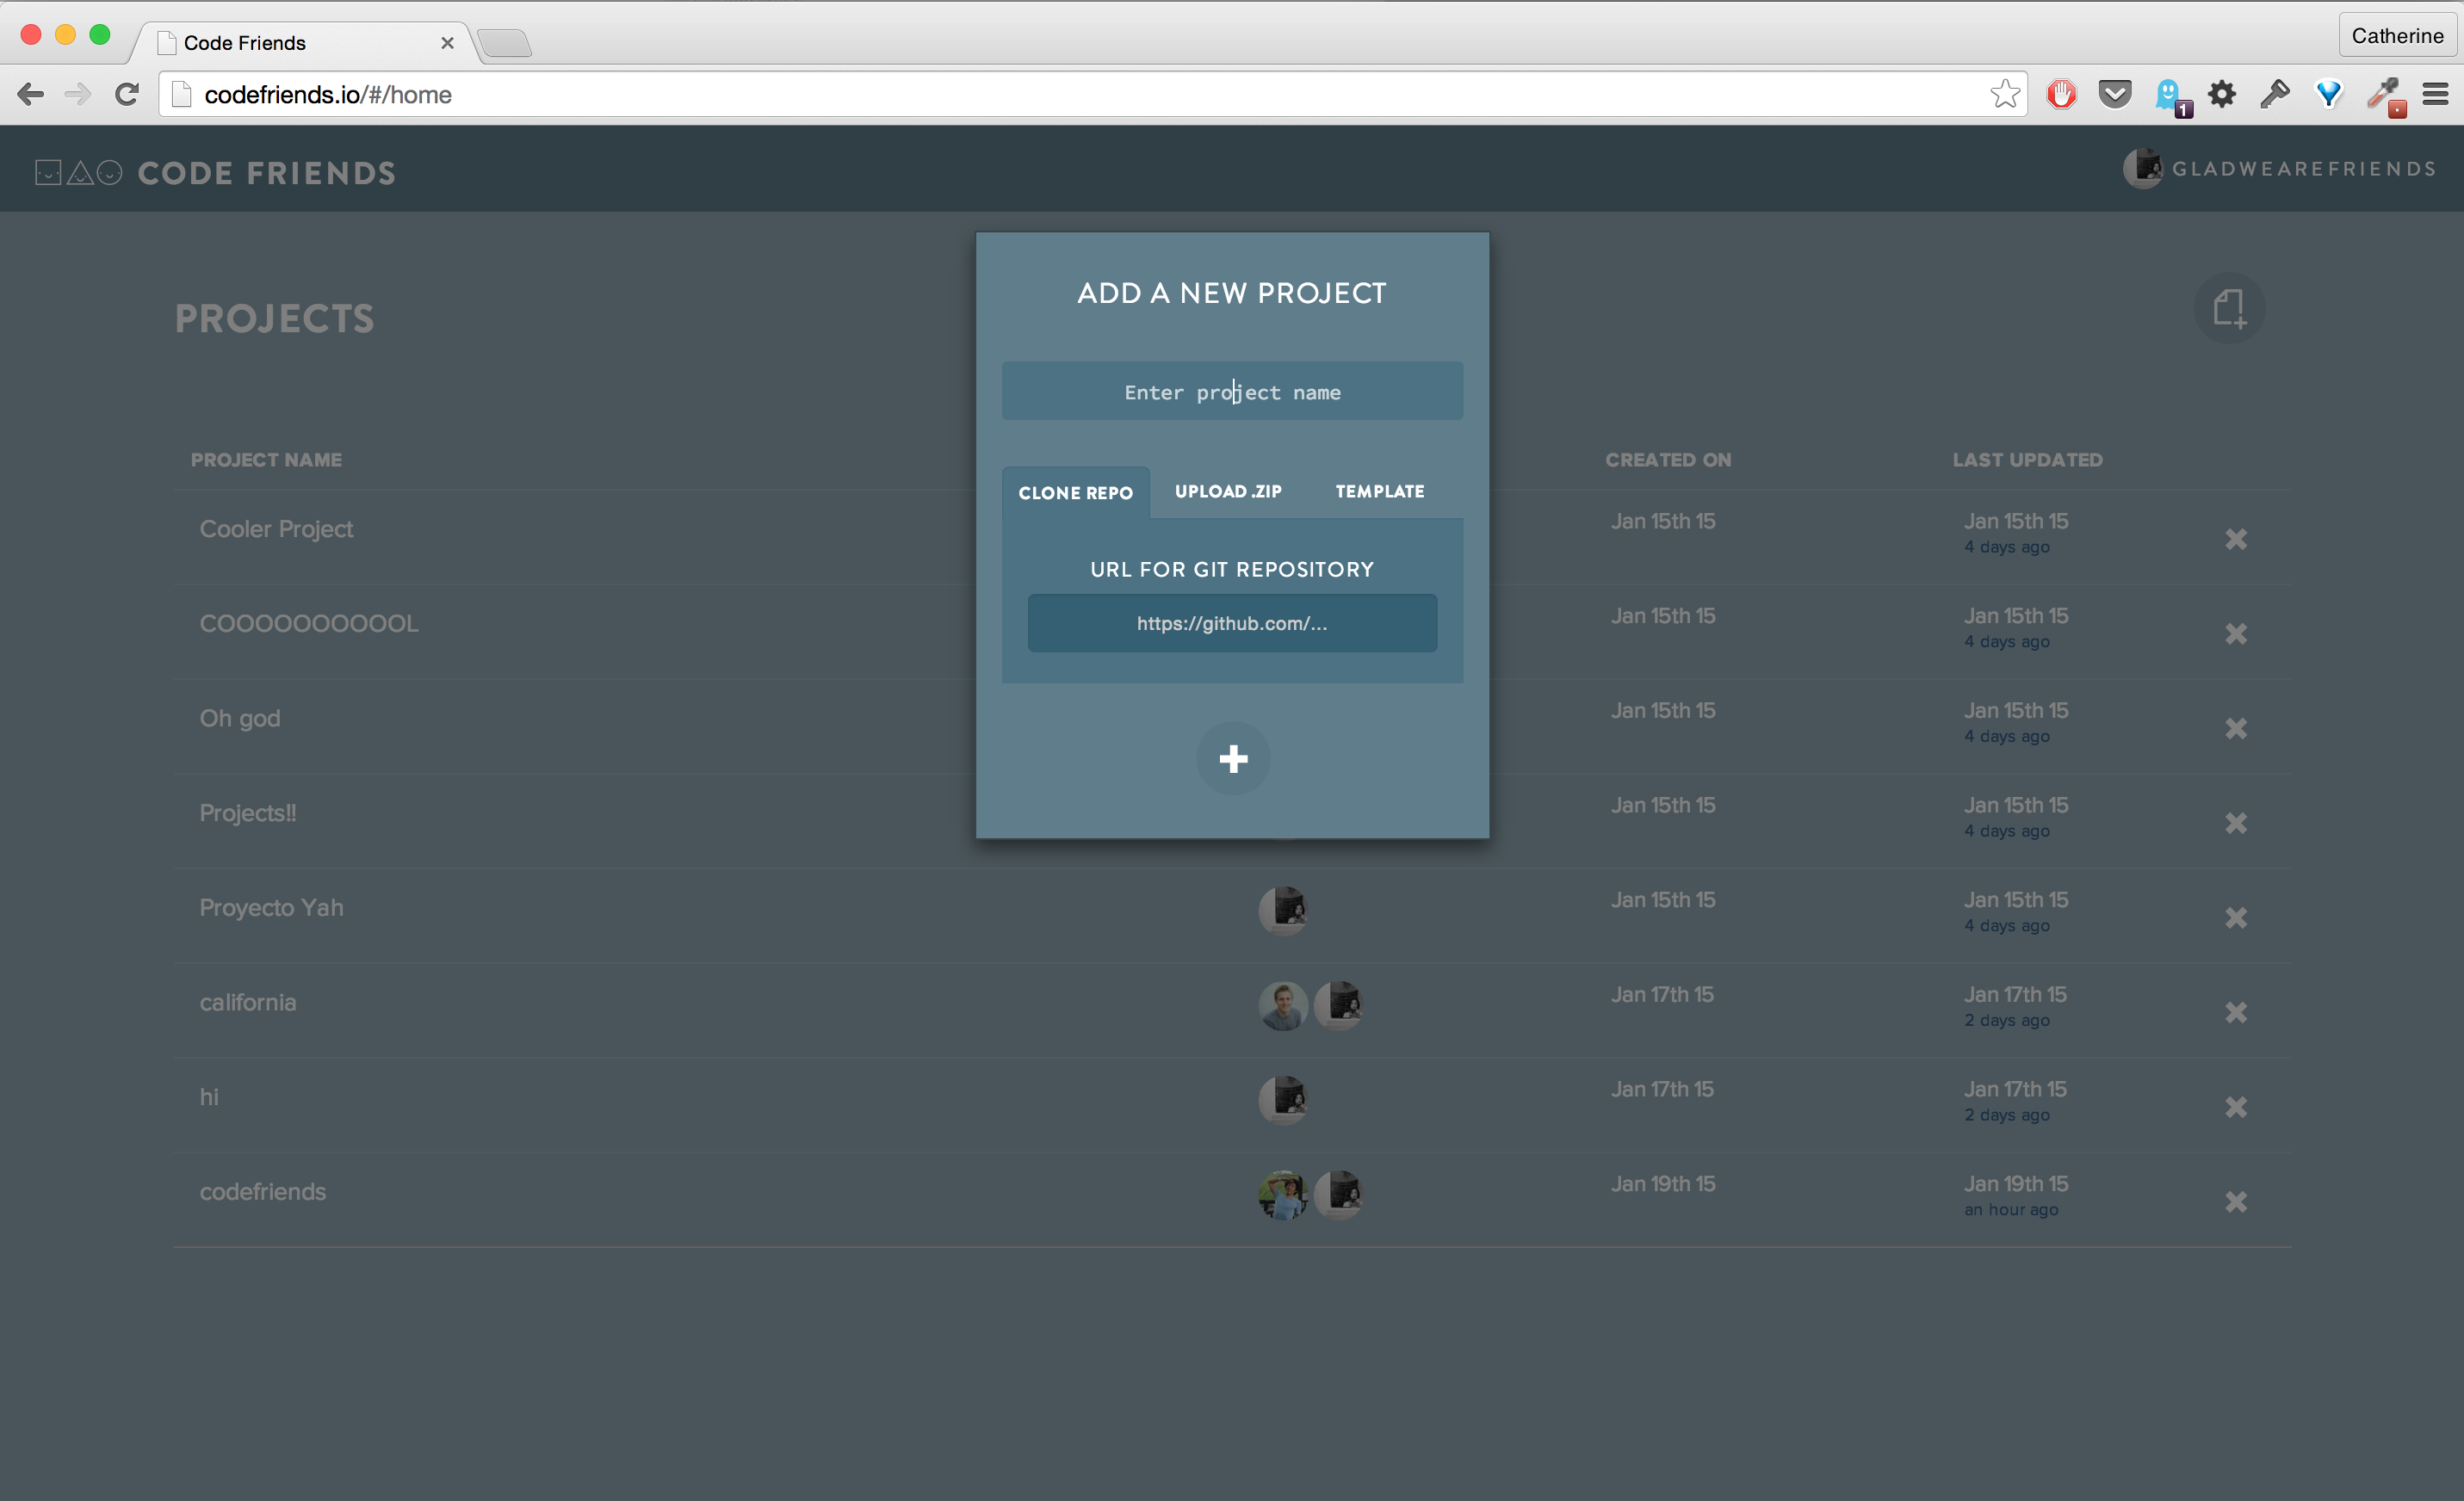 Code Friends
Catherine
codefriends.io/#/home
1
CODE FRIENDS
GLADWEAREFRIENDS
PROJECTS
ADD A NEW PROJECT
Enter project name
PROJECT NAME
CREATED ON
LAST UPDATED
CLONE REPO
UPLOAD .ZIP
TEMPLATE
URL FOR GIT REPOSITORY
https://github.com/...
Cooler Project
Jan 15th 15
Jan 15th 15
4 days ago
COOOOOOOOOOL
Jan 15th 15
Jan 15th 15
4 days ago
Oh god
Jan 15th 15
Jan 15th 15
4 days ago
Projects!!
Jan 15th 15
Jan 15th 15
4 days ago
Proyecto Yah
Jan 15th 15
Jan 15th 15
4 days ago
california
Jan 17th 15
Jan 17th 15
2 days ago
hi
Jan 17th 15
Jan 17th 15
2 days ago
codefriends
Jan 19th 15
Jan 19th 15
an hour ago